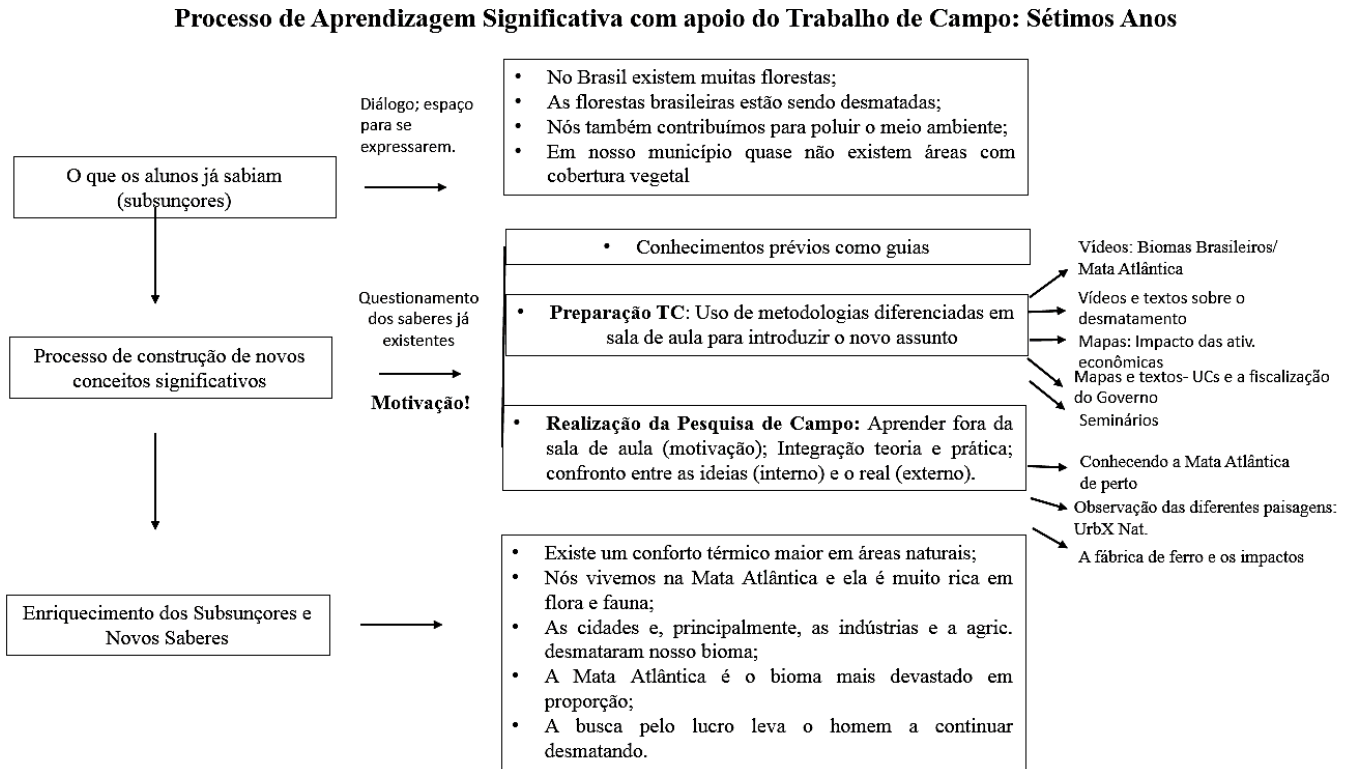 Processo de Aprendizagem Significativa com apoio do Trabalho de Campo: Sétimos Anos
O que os alunos já sabiam
(subsunçores)
Diálogo; espaço
para se
expressarem.
• No Brasil existem muitas florestas;
• As florestas brasileiras estão sendo desmatadas;
• Nós também contribuímos para poluir o meio ambiente;
• Em nosso município quase não existem áreas com
cobertura vegetal
Processo de construção de novos
conceitos significativos
Questionamento
dos saberes já
existentes
Motivação!
• Conhecimentos prévios como guias
• Preparação TC: Uso de metodologias diferenciadas em
sala de aula para introduzir o novo assunto
Vídeos: Biomas Brasileiros/
Mata Atlântica
Vídeos e textos sobre o
desmatamento
Mapas: Impacto das ativ.
econômicas
Mapas e textos- UCs e a fiscalização
do Governo
Seminários
• Realização da Pesquisa de Campo: Aprender fora da
sala de aula (motivação); Integração teoria e prática;
confronto entre as ideias (interno) e o real (externo).
Conhecendo a Mata Atlântica
de perto
Observação das diferentes paisagens:
UrbX Nat.
A fábrica de ferro e os impactos
Enriquecimento dos Subsunçores e
Novos Saberes
• Existe um conforto térmico maior em áreas naturais;
• Nós vivemos na Mata Atlântica e ela é muito rica em
flora e fauna;
• As cidades e, principalmente, as indústrias e a agric.
desmataram nosso bioma;
• A Mata Atlântica é o bioma mais devastado em
proporção;
• A busca pelo lucro leva o homem a continuar
desmatando.